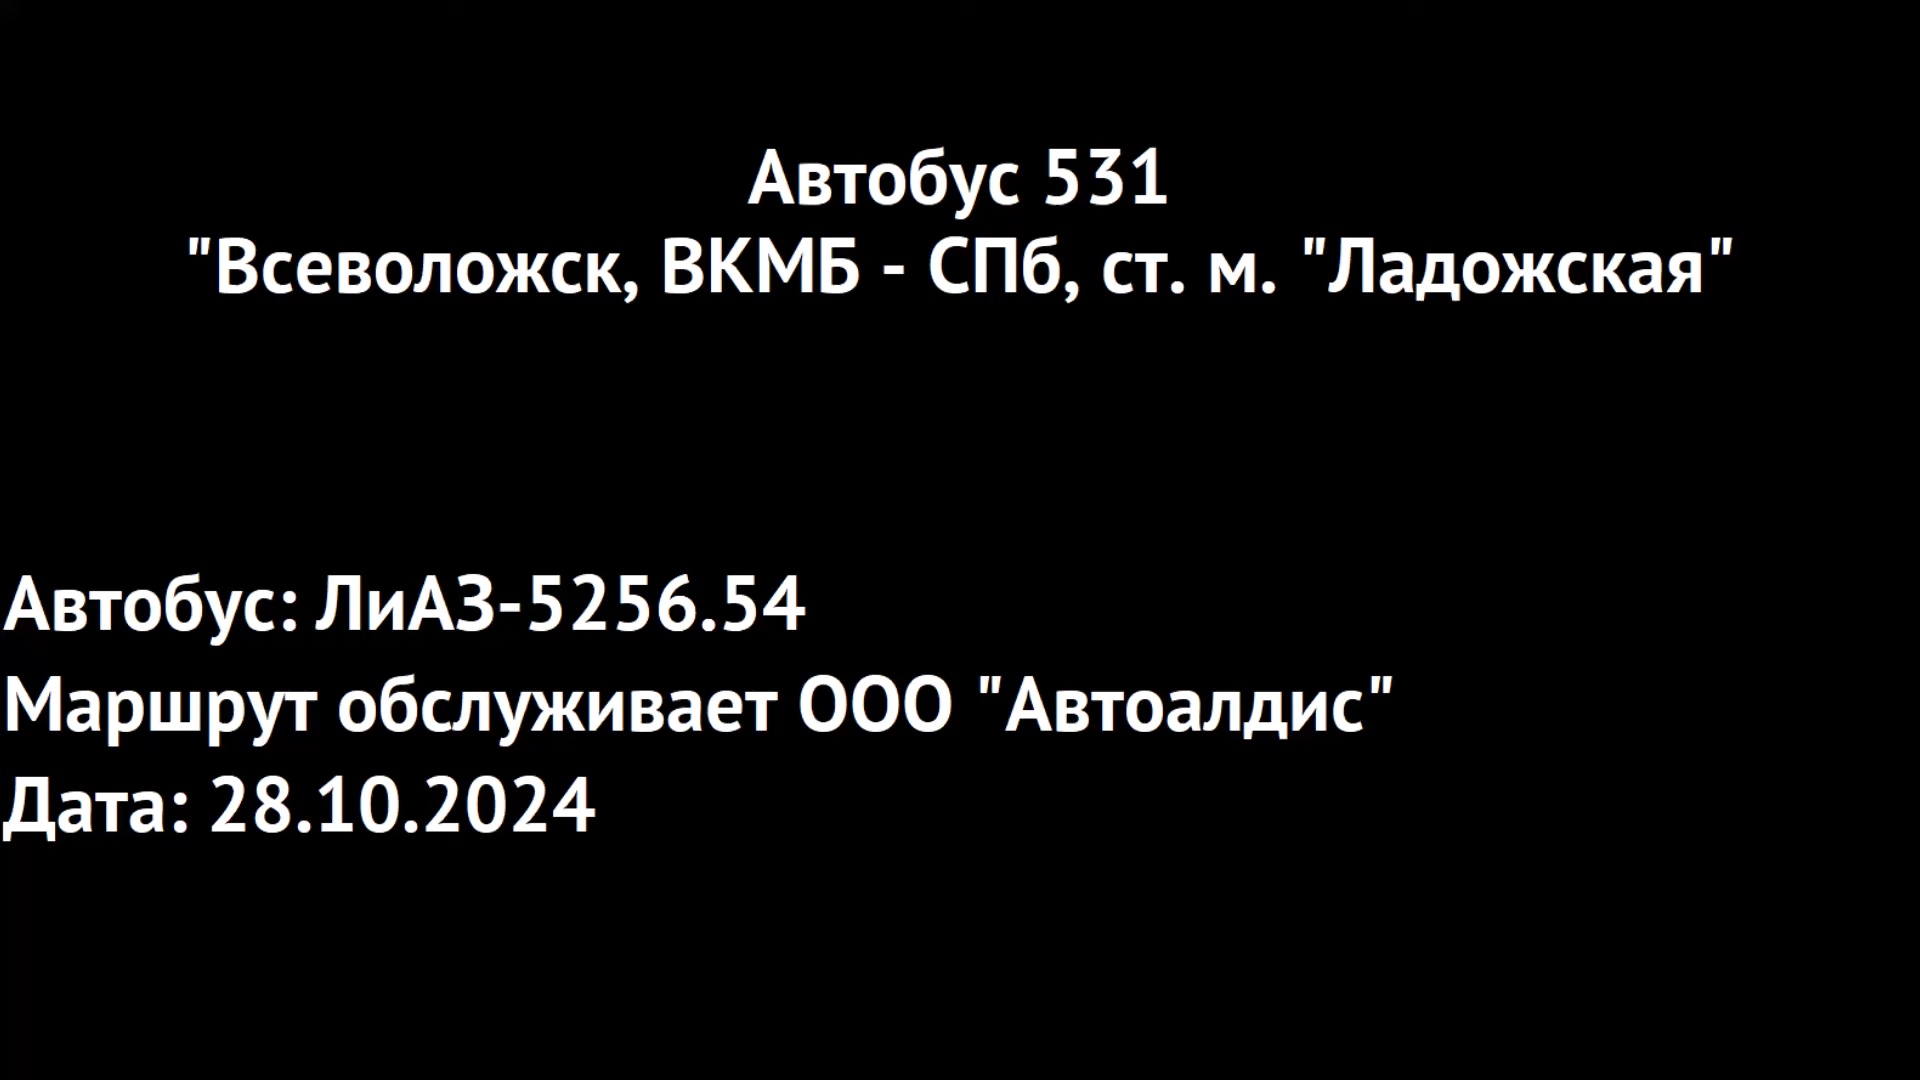 Автобус 531
"Всеволожск, ВКМБ - СПб, ст. м. "Ладожская"
Автобус: ЛиАЗ-5256.54
Маршрут обслуживает ООО "Автоалдис"
Дата: 28.10.2024